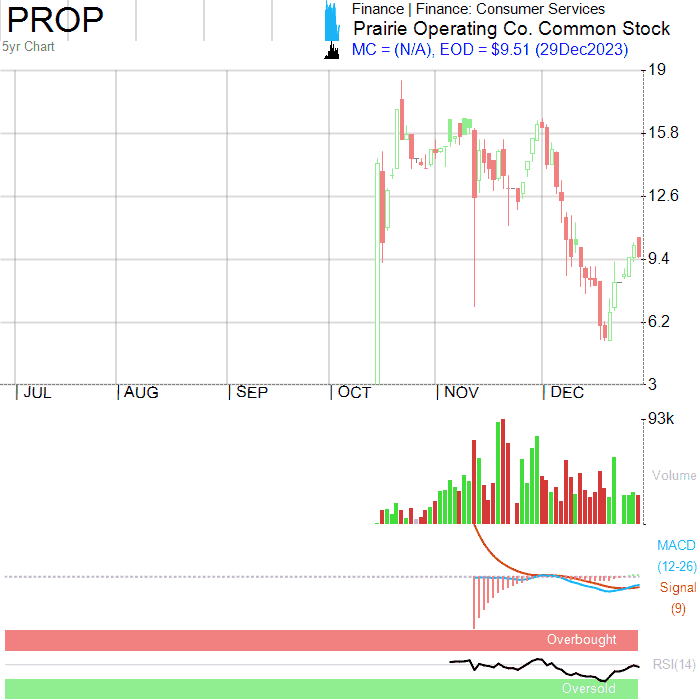 PROP
5yr Chart
Finance | Finance: Consumer Services
Prairie Operating Co. Common Stock
MC = (N/A), EOD = $9.51 (29Dec2023)
19
15.8
12.6
9.4
6.2
3
JUL AUG SEP OCT NOV DEC
93k
Volume
MACD
(12-26)
Signal
(9)
Overbought
RSI(14)
Oversold